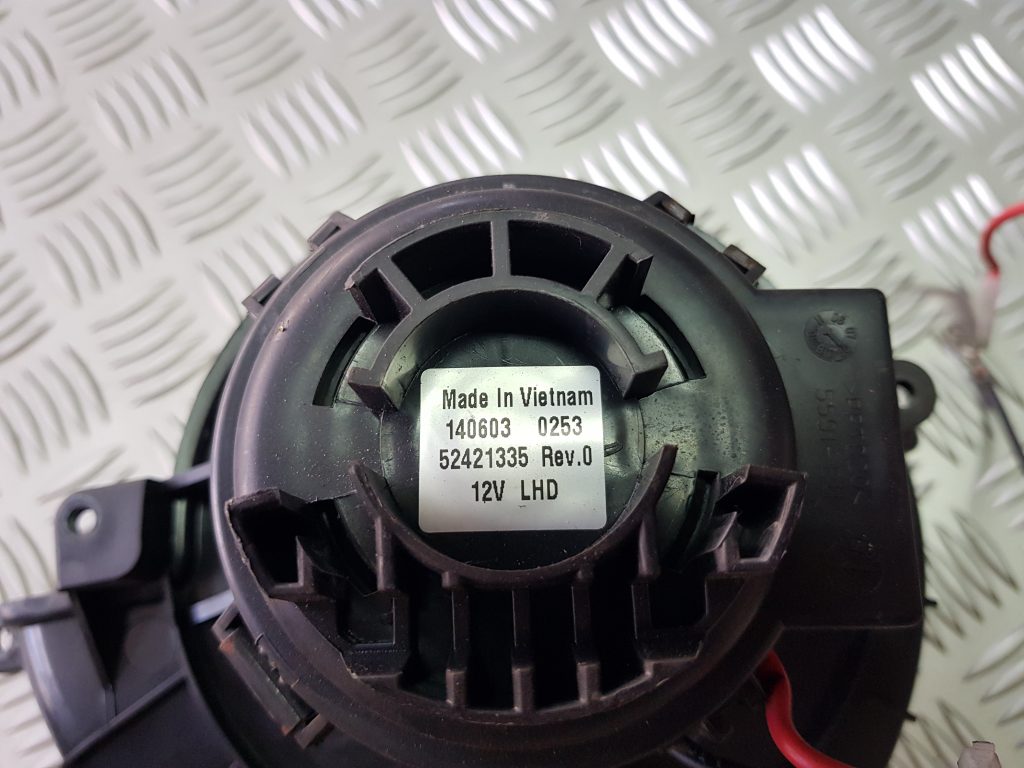 Made In Vietnam
140603 0253
52421335 Rev.0
12V LHD